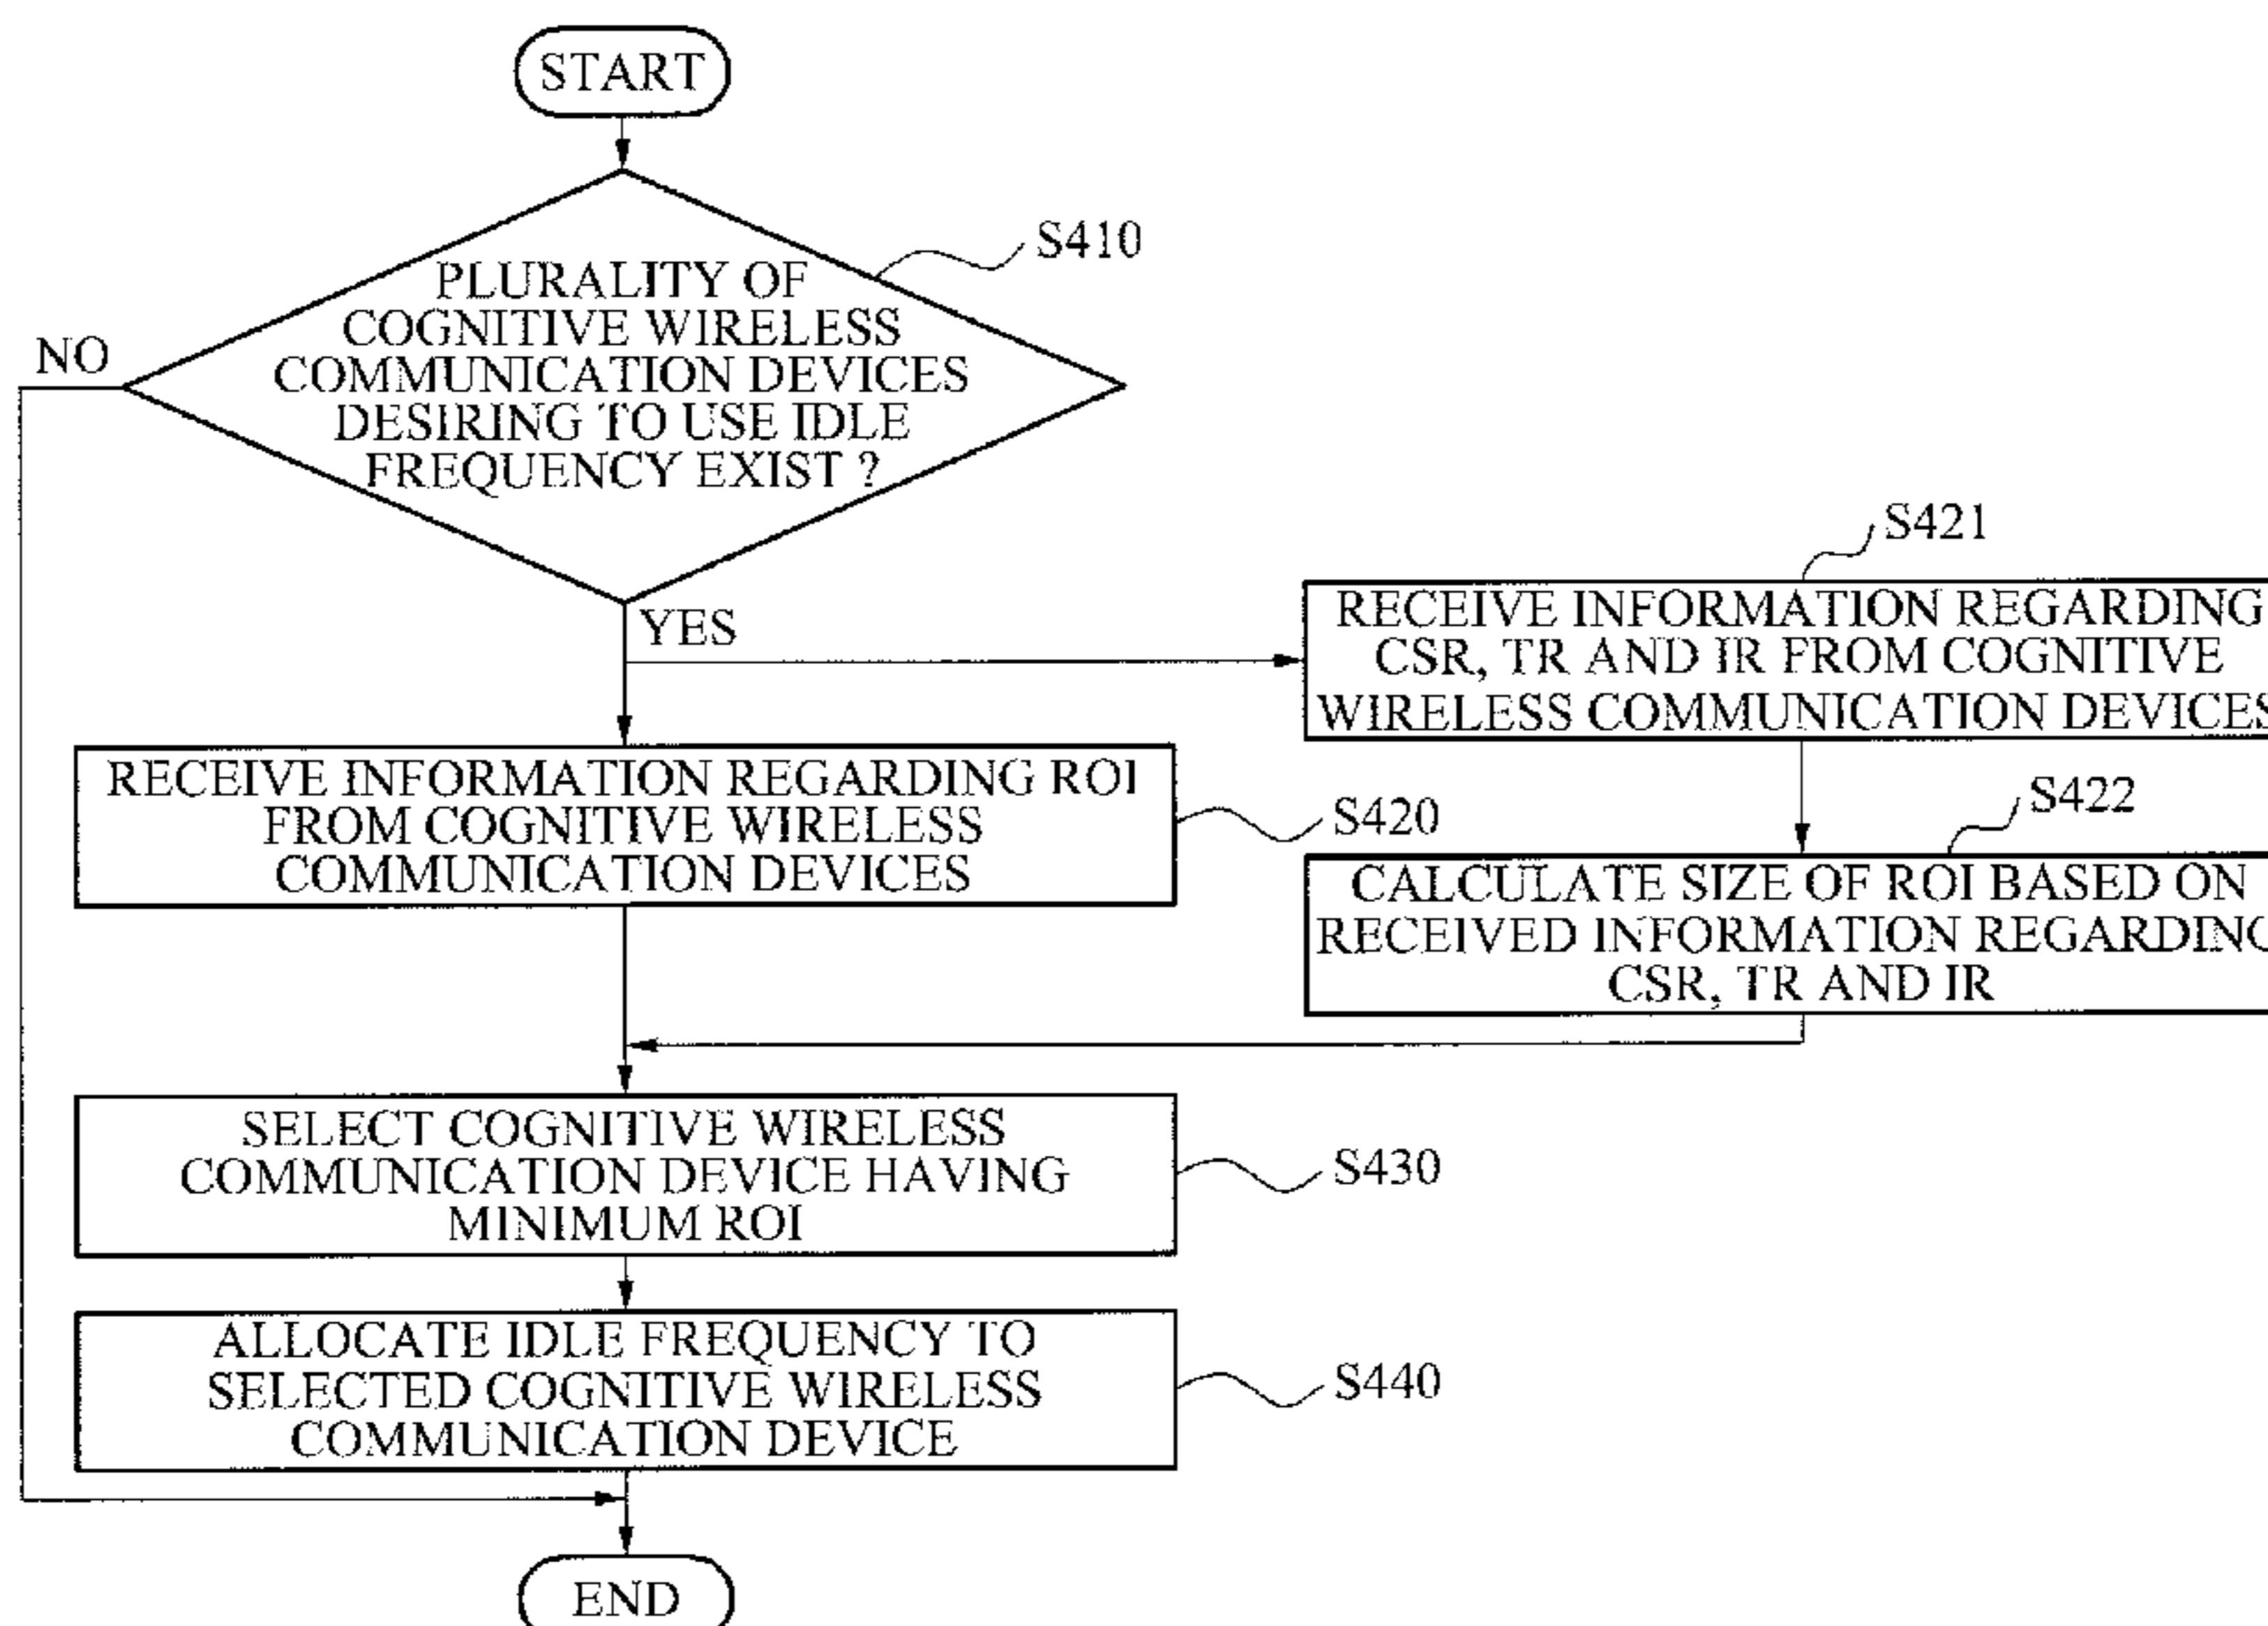 START
S410
PLURALITY OF
COGNITIVE WIRELESS
COMMUNICATION DEVICES
DESIRING TO USE IDLE
FREQUENCY EXIST ?
NO
YES
S421
RECEIVE INFORMATION REGARDING
CSR, TR AND IR FROM COGNITIVE
WIRELESS COMMUNICATION DEVICES
RECEIVE INFORMATION REGARDING ROI
FROM COGNITIVE WIRELESS
COMMUNICATION DEVICES
S420
S422
CALCULATE SIZE OF ROI BASED ON
RECEIVED INFORMATION REGARDING
CSR, TR AND IR
SELECT COGNITIVE WIRELESS
COMMUNICATION DEVICE HAVING
MINIMUM ROI
S430
ALLOCATE IDLE FREQUENCY TO
SELECTED COGNITIVE WIRELESS
COMMUNICATION DEVICE
S440
END